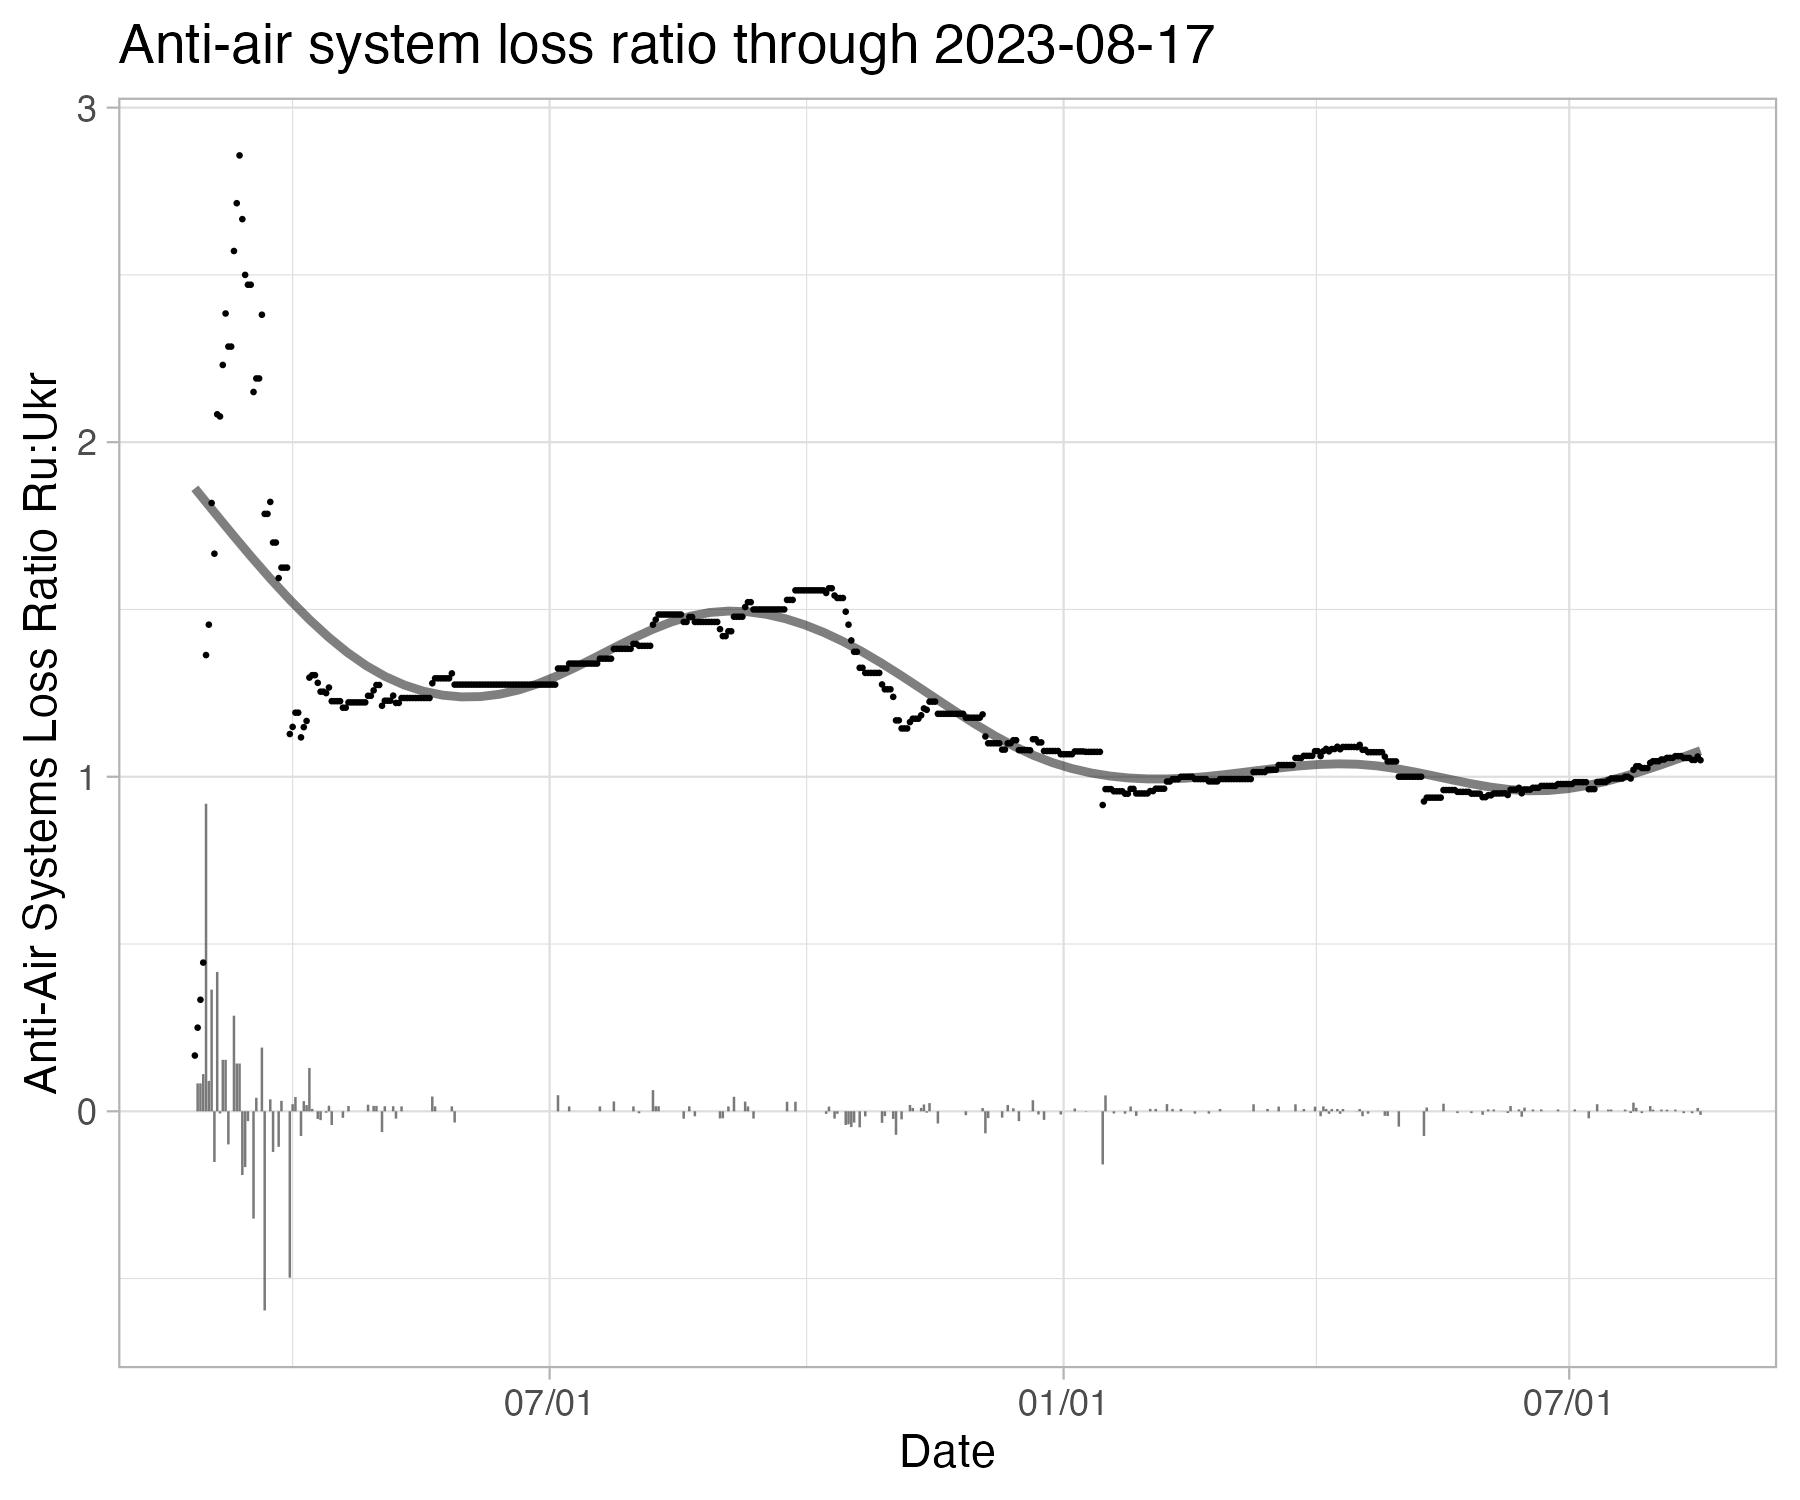 Anti-air system loss ratio through 2023-08-17
Anti-Air Systems Loss Ratio Ru:Ukr
3
2
1
0
07/01
01/01
07/01
Date